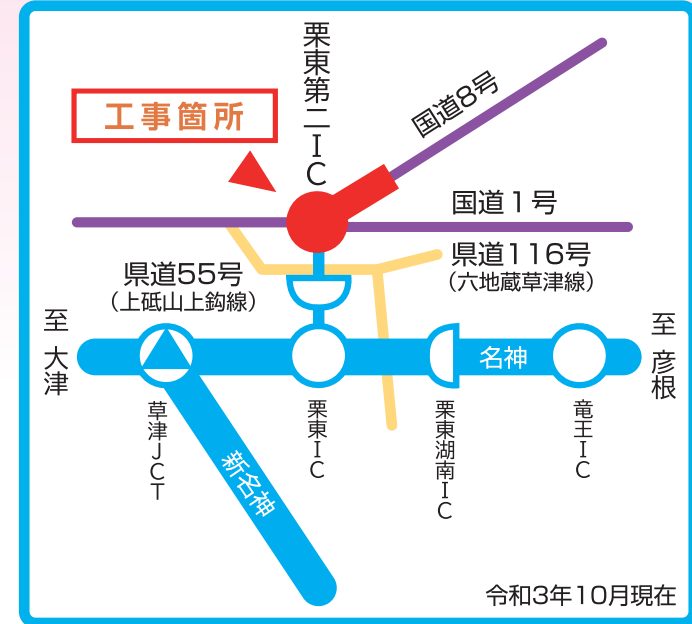 栗東第二IC
工事箇所
国道8号
国道1号
県道55号
(上砥山上鈎線)
県道116号
(六地蔵草津線)
至 大津
名神
至 彦根
草津JCT
栗東IC
栗東湖南IC
竜王IC
新名神
令和3年10月現在